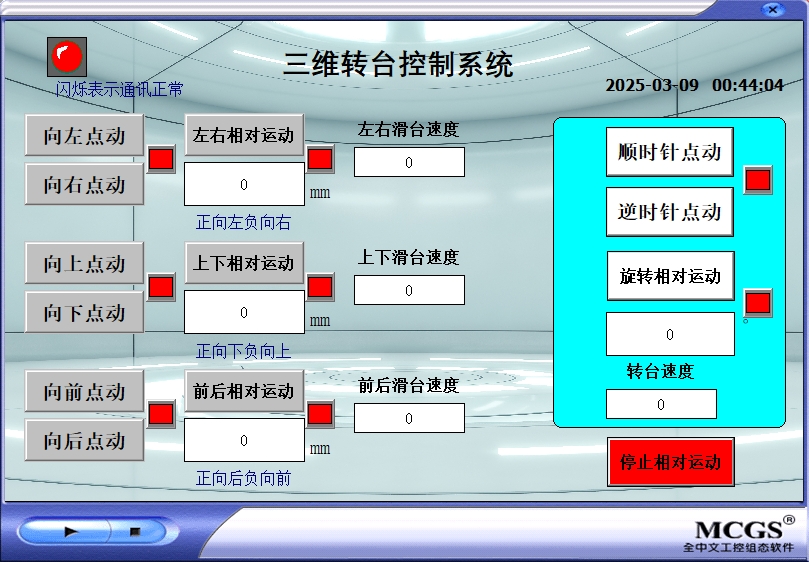 三维转台控制系统
闪烁表示通讯正常
2025-03-09 00:44:04
向左点动
左右相对运动
左右滑台速度
0
向右点动
0
mm
正向左负向右
向上点动
上下相对运动
上下滑台速度
0
向下点动
0
mm
正向下负向上
向前点动
前后相对运动
前后滑台速度
0
向后点动
0
mm
正向后负向前
顺时针点动
逆时针点动
旋转相对运动
0
°
转台速度
0
停止相对运动
MCGS®
全中文工控组态软件